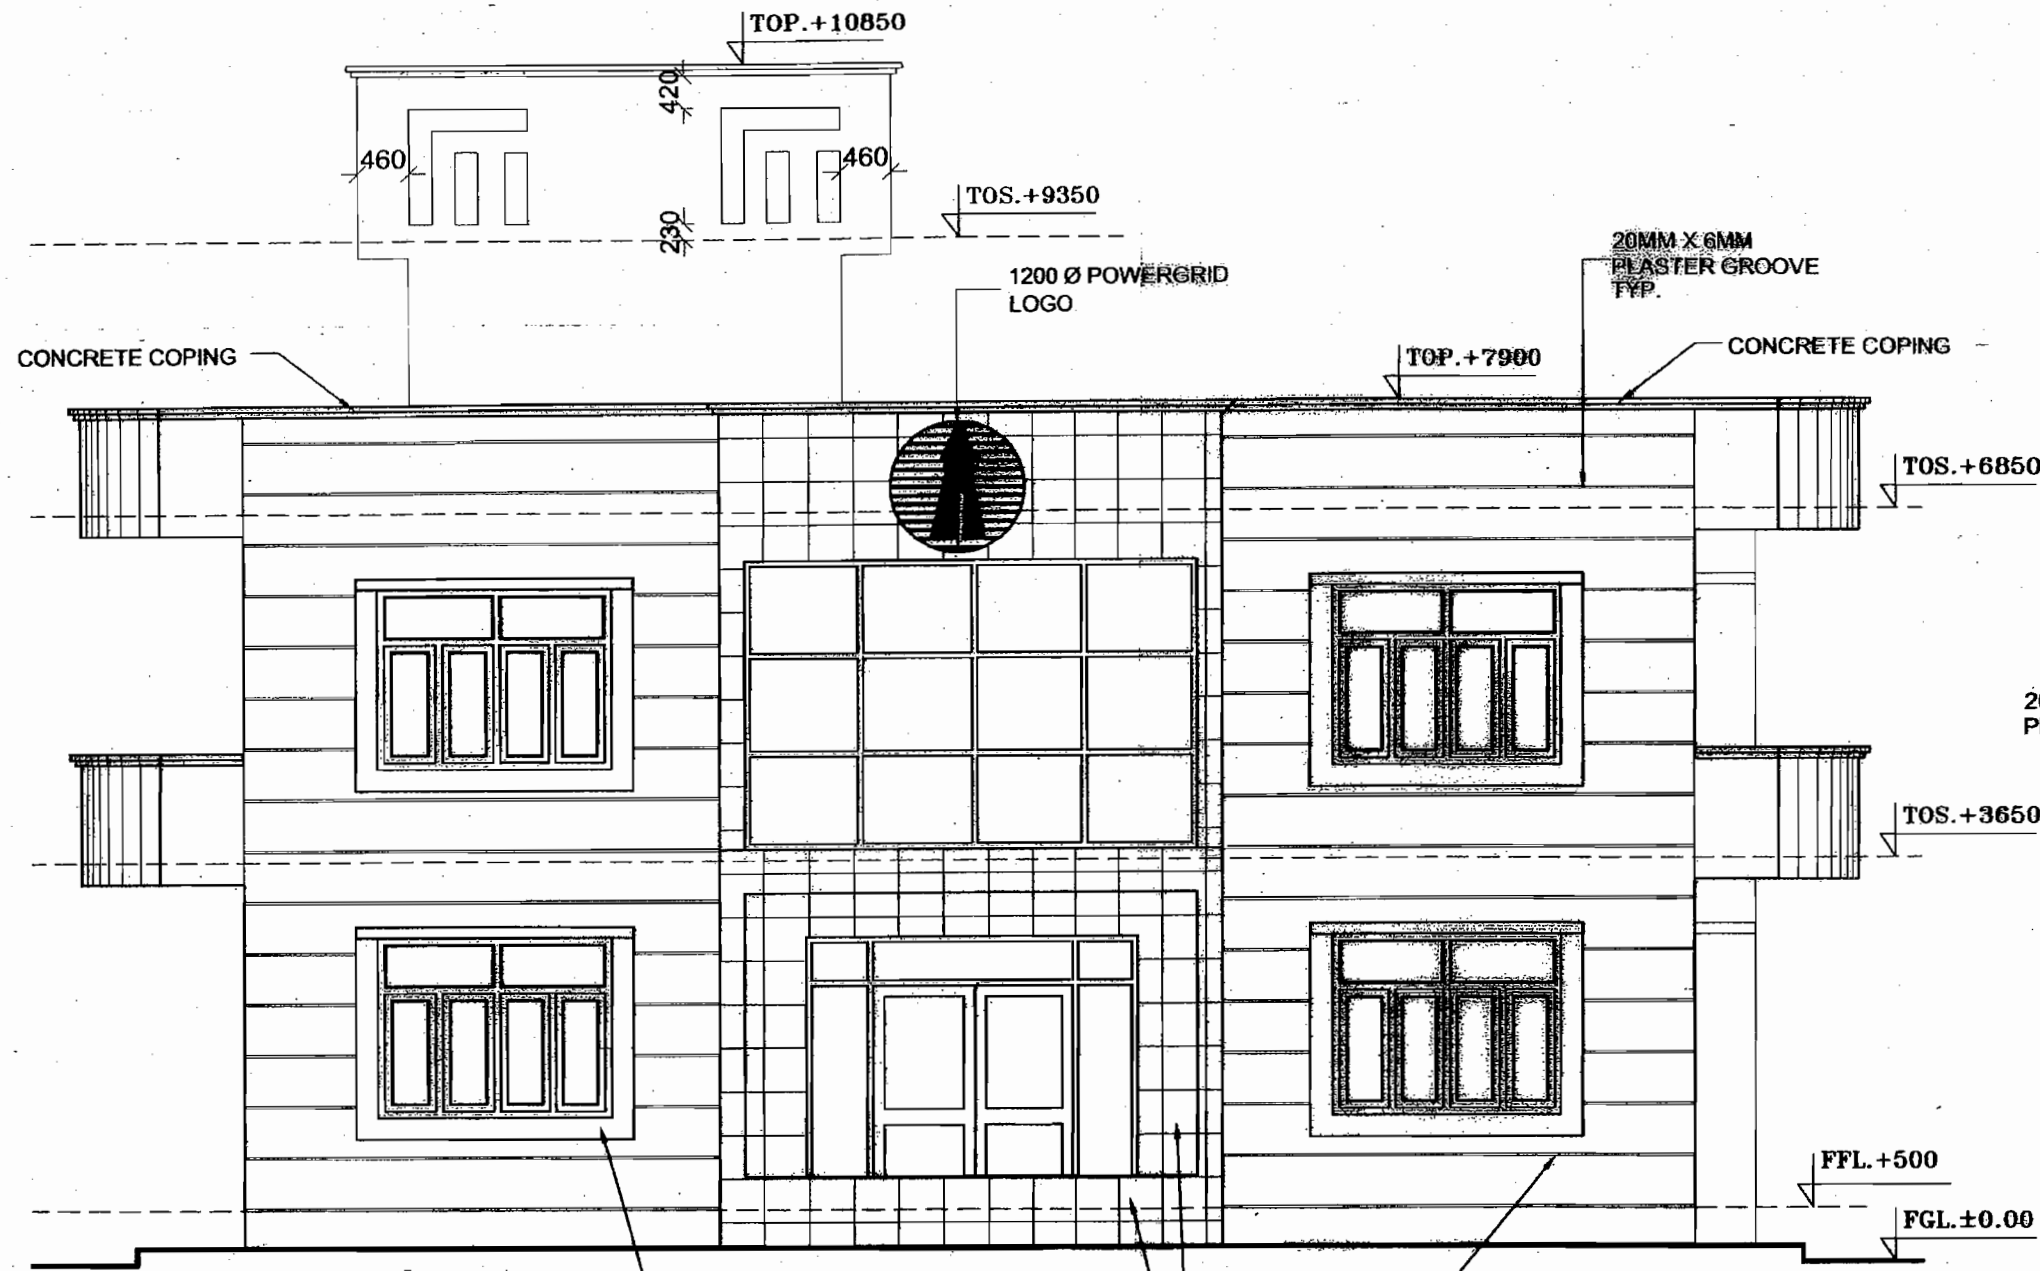 TOP.+10850
420
460
460
TOS.+9350
230
20MM X 6MM
PLASTER GROOVE
TYP.
1200 Ø POWERGRID
LOGO
CONCRETE COPING
TOP.+7900
CONCRETE COPING
TOS.+6850
TOS.+3650
FFL.+500
FGL.±0.00